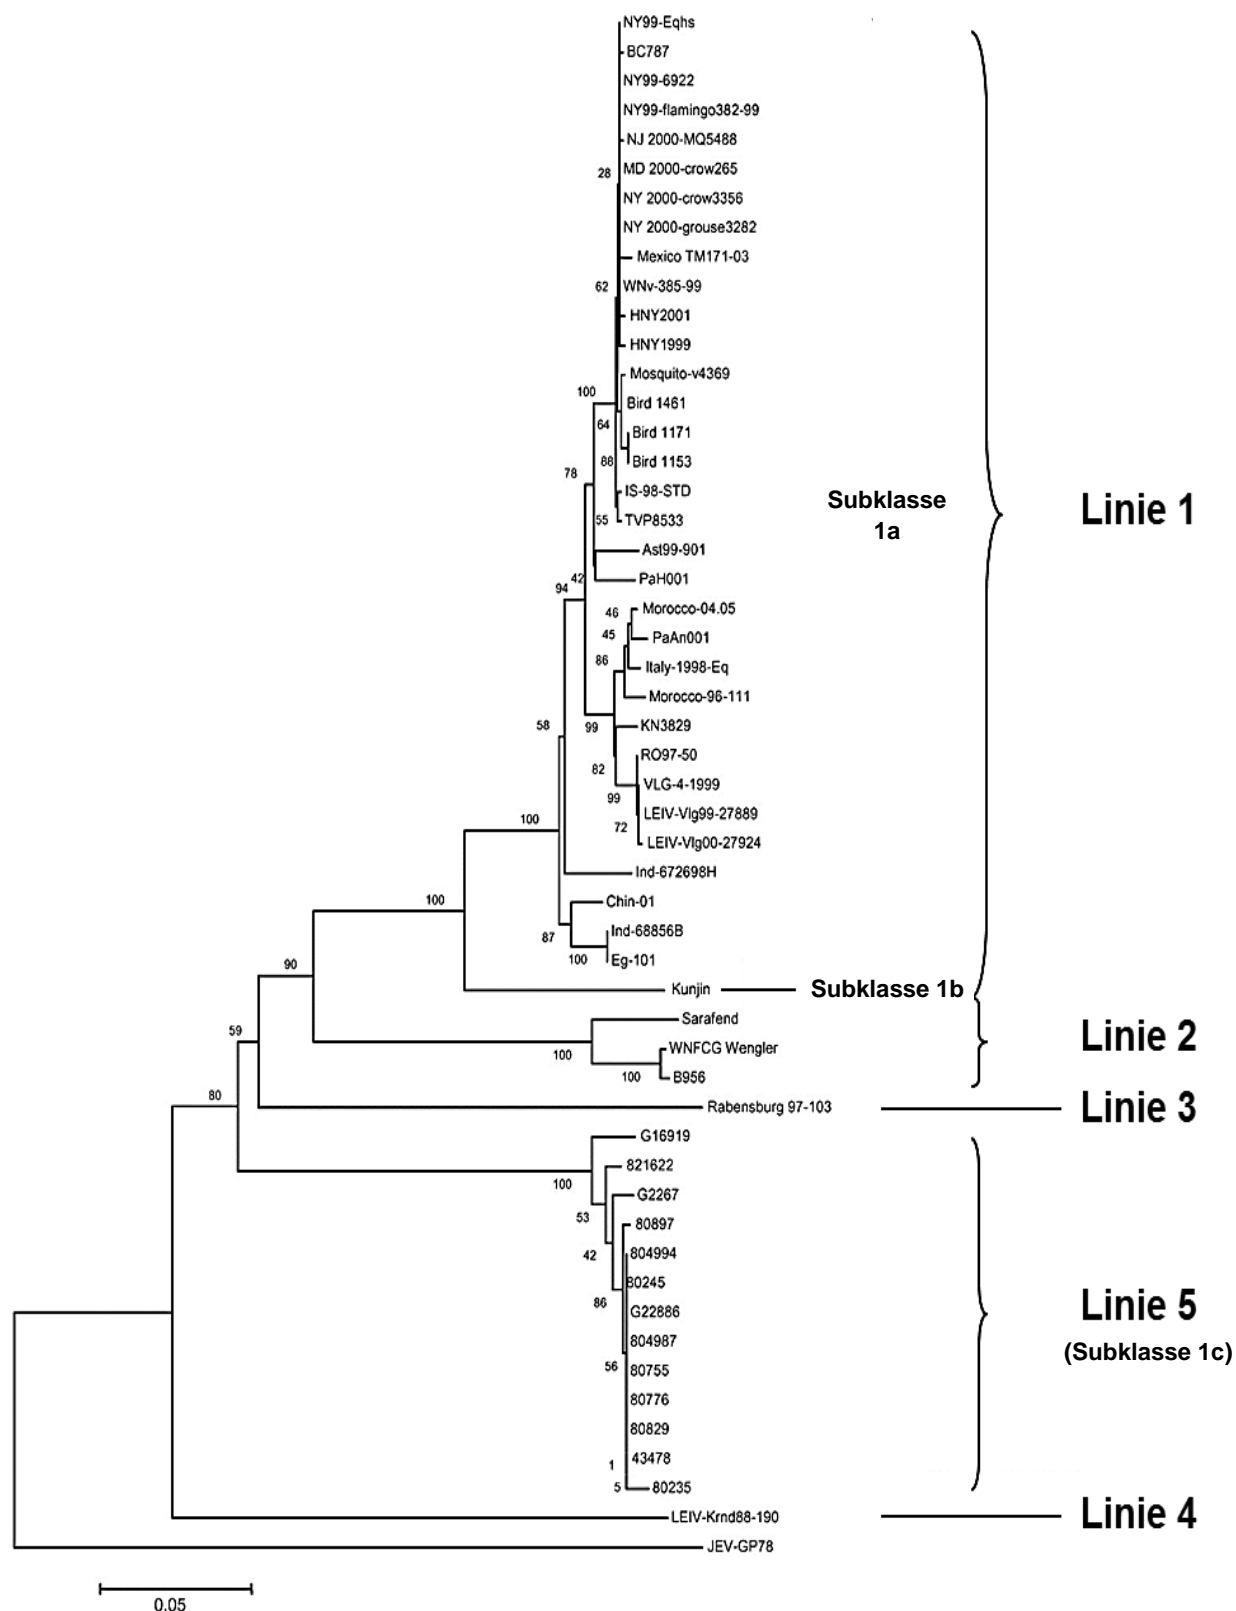 NY99-Eqhs
BC787
NY99-6922
NY99-flamingo382-99
NJ 2000-MQ5488
MD 2000-crow265
28
NY 2000-crow3356
NY 2000-grouse3282
Mexico TM171-03
62
WNv-385-99
HNY2001
HNY1999
Mosquito-v4369
100
Bird 1461
64
Bird 1171
88
Bird 1153
78
IS-98-STD
55
TVP8533
Subklasse
1a
Linie 1
Ast99-901
42
PaH001
94
46
Morocco-04.05
45
PaAn001
86
Italy-1998-Eq
Morocco-96-111
58
99
KN3829
RO97-50
82
VLG-4-1999
99
LEIV-Vlg99-27889
100
72
LEIV-Vlg00-27924
Ind-672698H
100
Chin-01
87
Ind-68856B
100
Eg-101
90
Kunjin
Subklasse 1b
Sarafend
59
Linie 2
100
WNFCG Wengler
100
B956
80
Rabensburg 97-103
Linie 3
G16919
821622
100
G2267
53
80897
42
804994
80245
86
G22886
Linie 5
804987
(Subklasse 1c)
56
80755
80776
80829
43478
1
5
80235
LEIV-Krnd88-190
Linie 4
JEV-GP78
0.05